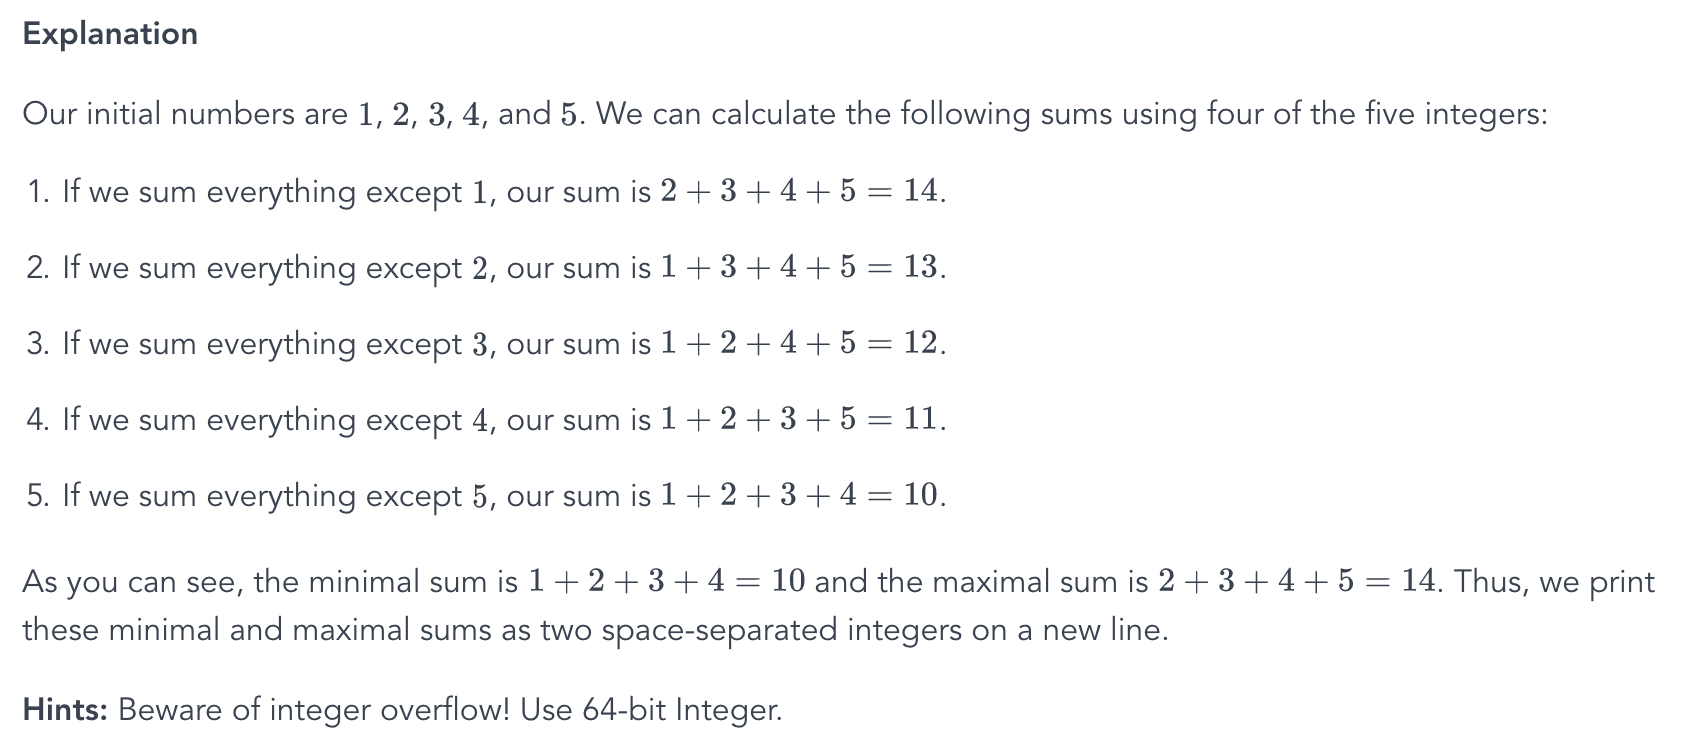 Explanation
Our initial numbers are 1, 2, 3, 4, and 5. We can calculate the following sums using four of the five integers:
1. If we sum everything except 1, our sum is 2 + 3 + 4 + 5 = 14.
2. If we sum everything except 2, our sum is 1 + 3 + 4 + 5 = 13.
3. If we sum everything except 3, our sum is 1 + 2 + 4 + 5 = 12.
4. If we sum everything except 4, our sum is 1 + 2 + 3 + 5 = 11.
5. If we sum everything except 5, our sum is 1 + 2 + 3 + 4 = 10.
As you can see, the minimal sum is 1 + 2 + 3 + 4 = 10 and the maximal sum is 2 + 3 + 4 + 5 = 14. Thus, we print
these minimal and maximal sums as two space-separated integers on a new line.
Hints: Beware of integer overflow! Use 64-bit Integer.